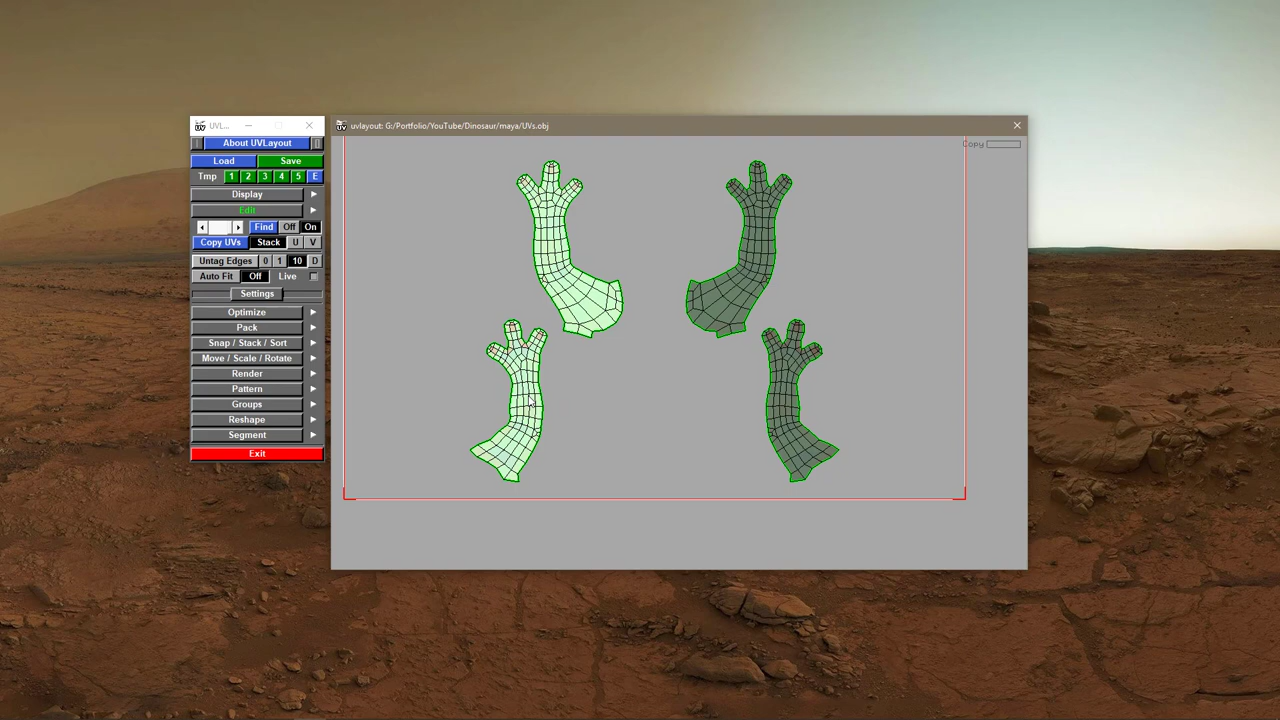 UVL...
uvlayout: G:/Portfolio/YouTube/Dinosaur/maya/UVs.obj
About UVLayout
Copy
Load Save
Tmp 1 2 3 4 5 E
Display
Edit
Find Off On
Copy UVs Stack U V
Untag Edges 0 1 10 D
Auto Fit Off Live
Settings
Optimize
Pack
Snap / Stack / Sort
Move / Scale / Rotate
Render
Pattern
Groups
Reshape
Segment
Exit